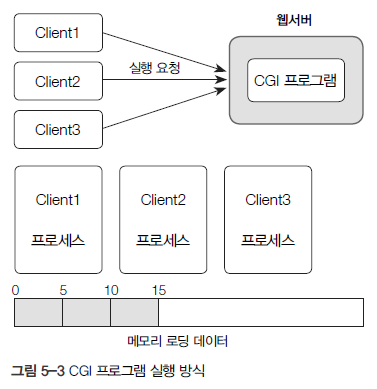 웹서버
Client1
Client2
Client3
실행 요청
CGI 프로그램
Client1
프로세스
Client2
프로세스
Client3
프로세스
0 5 10 15
메모리 로딩 데이터
그림 5-3 CGI 프로그램 실행 방식